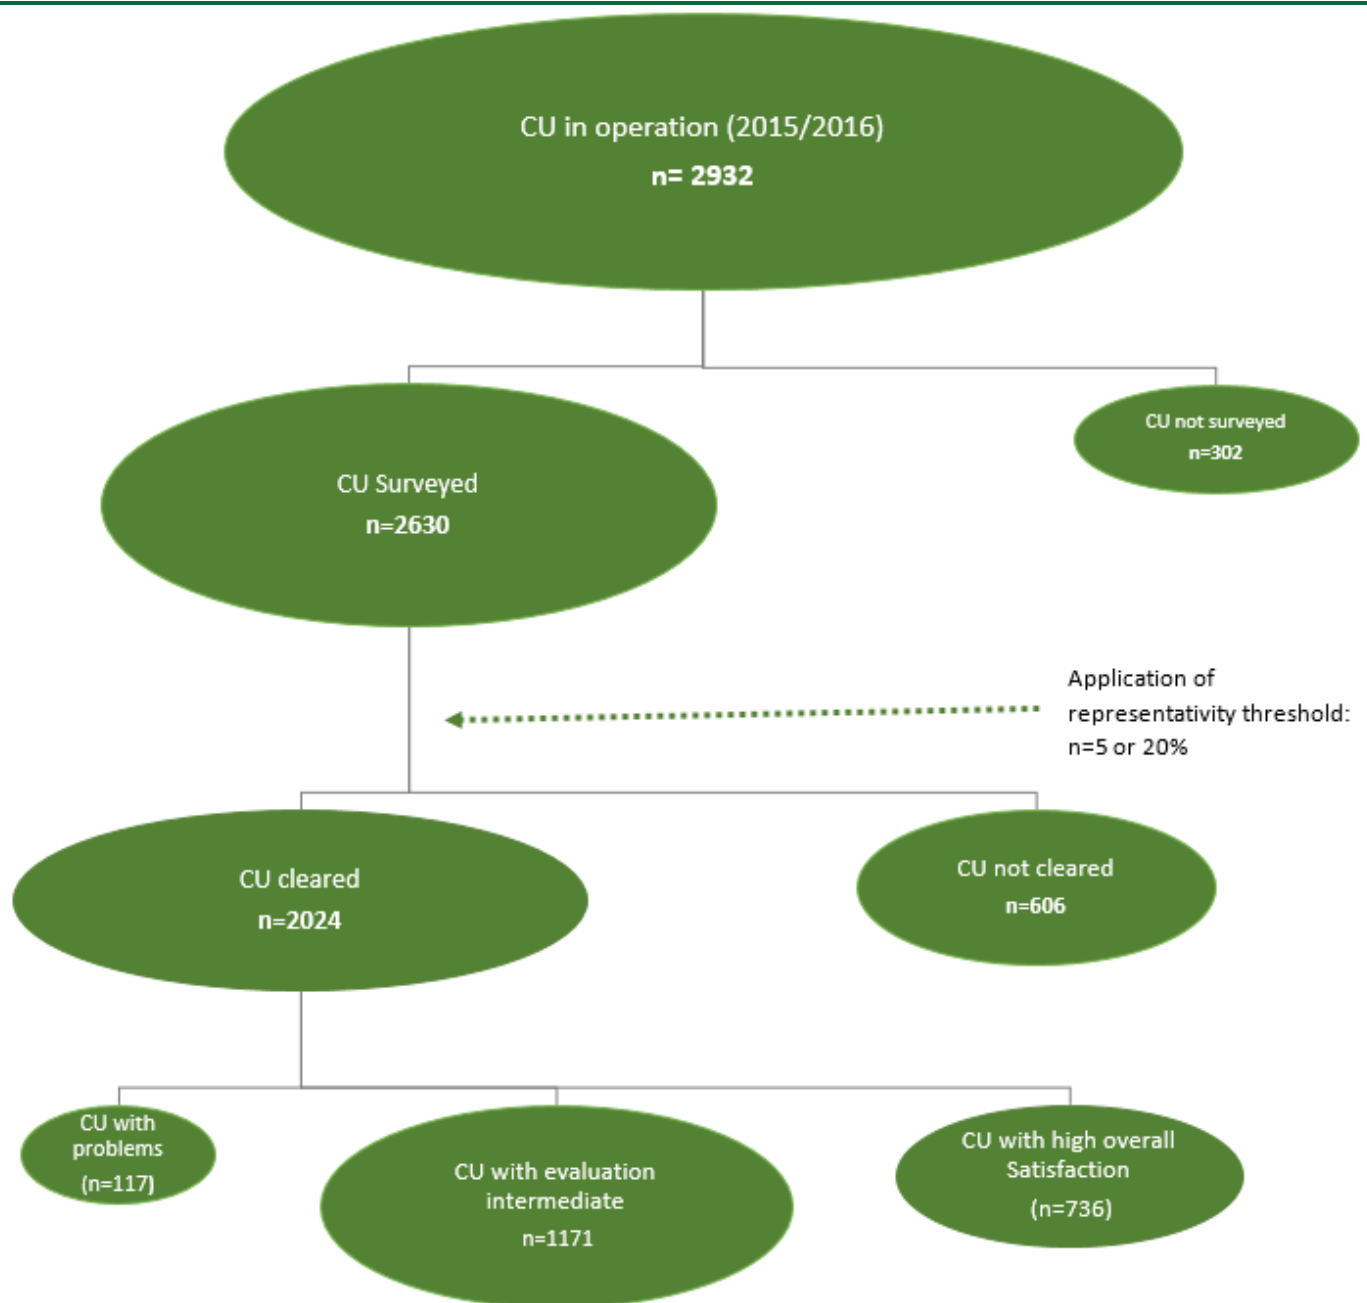 CU in operation (2015/2016)
n= 2932
CU not surveyed
n=302
CU Surveyed
n=2630
Application of
representativity threshold:
n=5 or 20%
CU cleared
n=2024
CU not cleared
n=606
CU with
problems
(n=117)
CU with evaluation
intermediate
n=1171
CU with high overall
Satisfaction
(n=736)